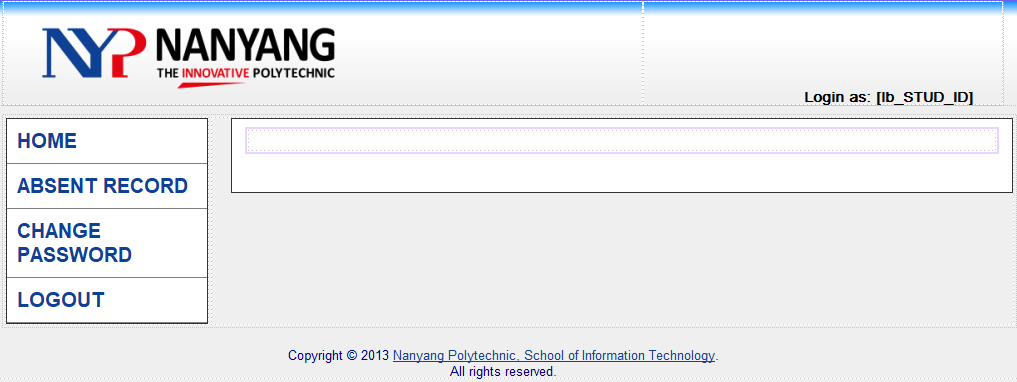 NYP NANYANG
THE INNOVATIVE POLYTECHNIC
Login as: [lb_STUD_ID]
HOME
ABSENT RECORD
CHANGE
PASSWORD
LOGOUT
Copyright © 2013 Nanyang Polytechnic, School of Information Technology.
All rights reserved.